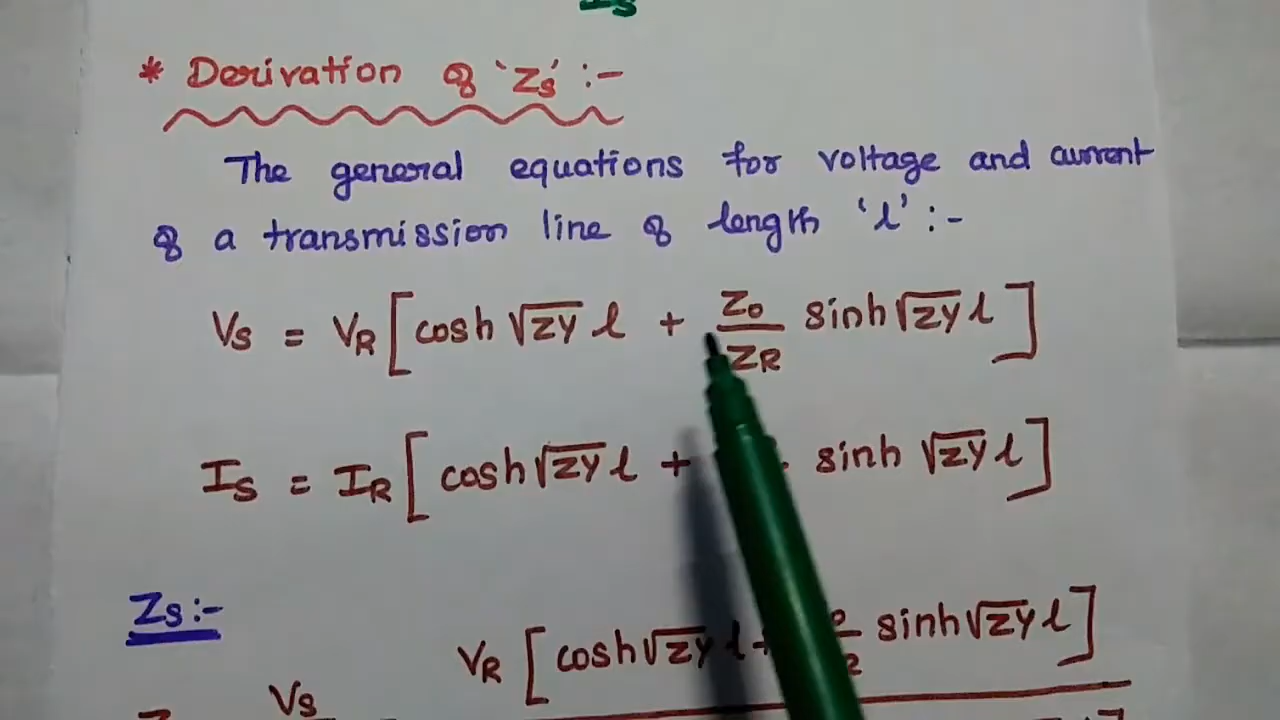 Is
* Derivation of 'Zs' :-
The general equations for voltage and current
of a transmission line of length 'l' :-
Vs = VR [cosh √ZY l + Zo/ZR sinh √ZY l]
Is = IR [cosh √ZY l + sinh √ZY l]
Zs :-
VR [cosh √ZY l + sinh √ZY l]
Vs